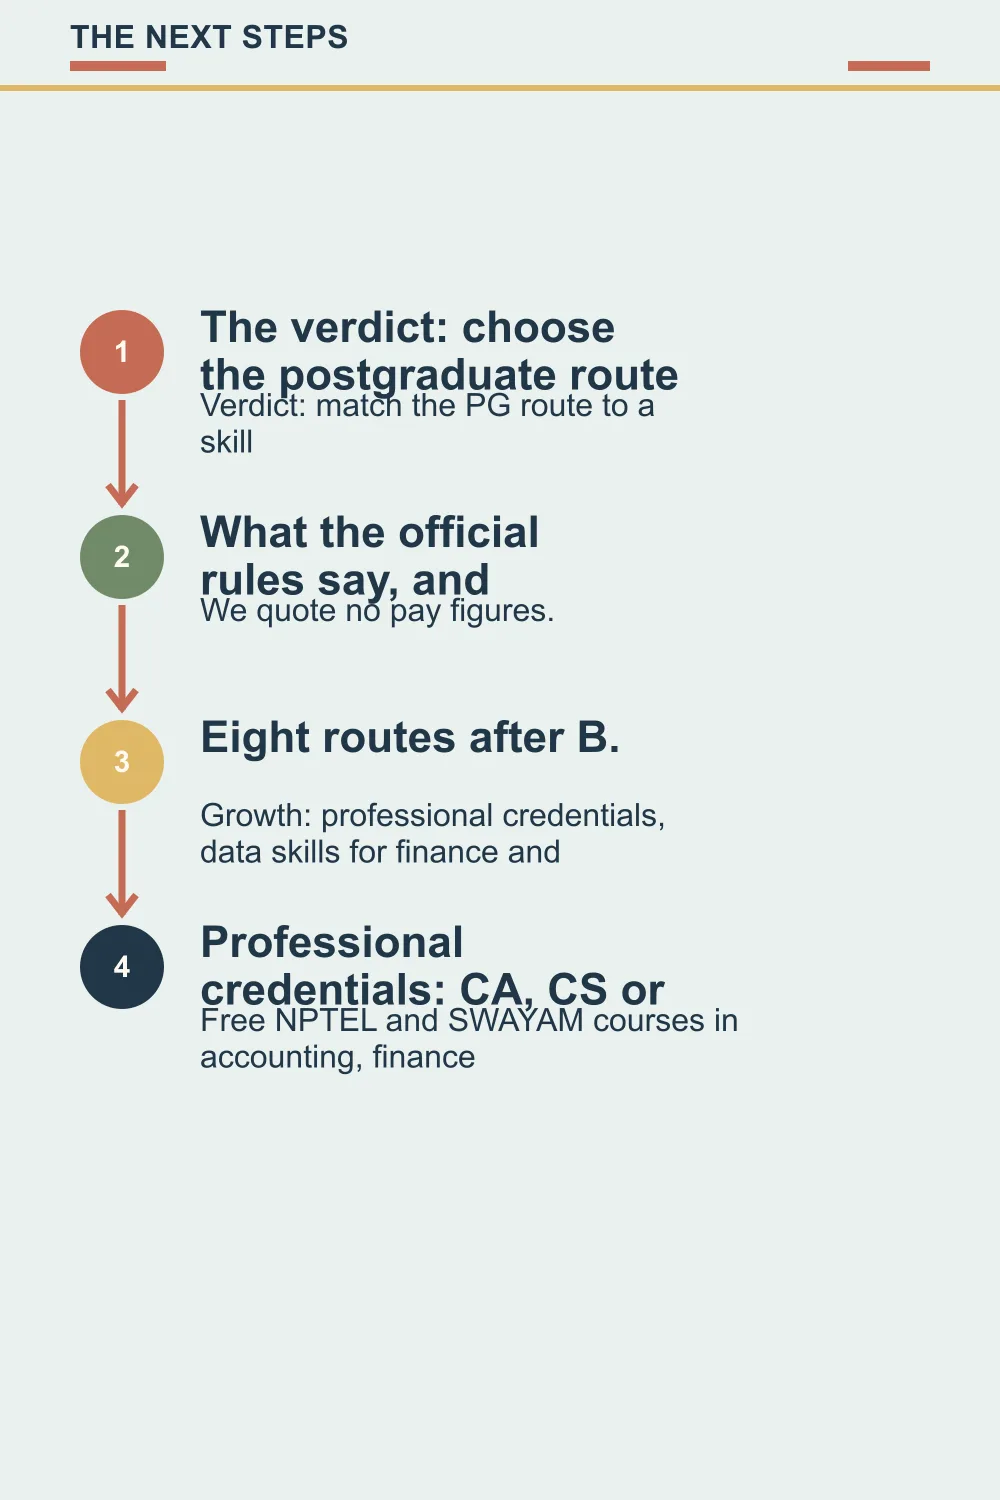 THE NEXT STEPS
1
The verdict: choose
the postgraduate route
Verdict: match the PG route to a
skill
2
What the official
rules say, and
We quote no pay figures.
3
Eight routes after B.
Growth: professional credentials,
data skills for finance and
4
Professional
credentials: CA, CS or
Free NPTEL and SWAYAM courses in
accounting, finance